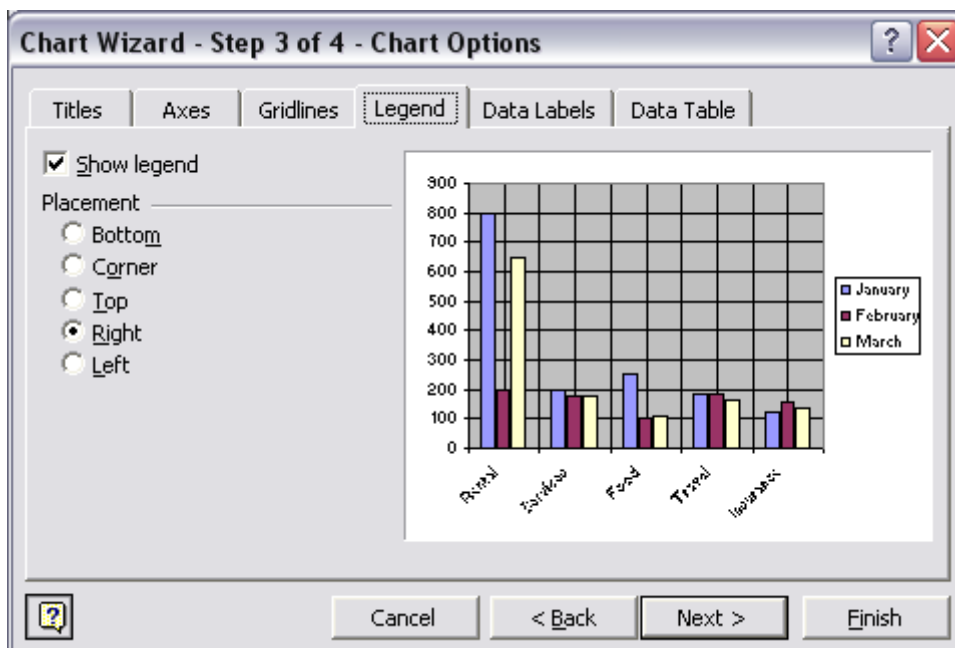 Chart Wizard - Step 3 of 4 - Chart Options
Titles Axes Gridlines Legend Data Labels Data Table
Show legend
Placement
Bottom
Corner
Top
Right
Left
900
800
700
600
500
400
300
200
100
0
Rental Services Food Travel Insurance
January
February
March
Cancel < Back Next > Finish